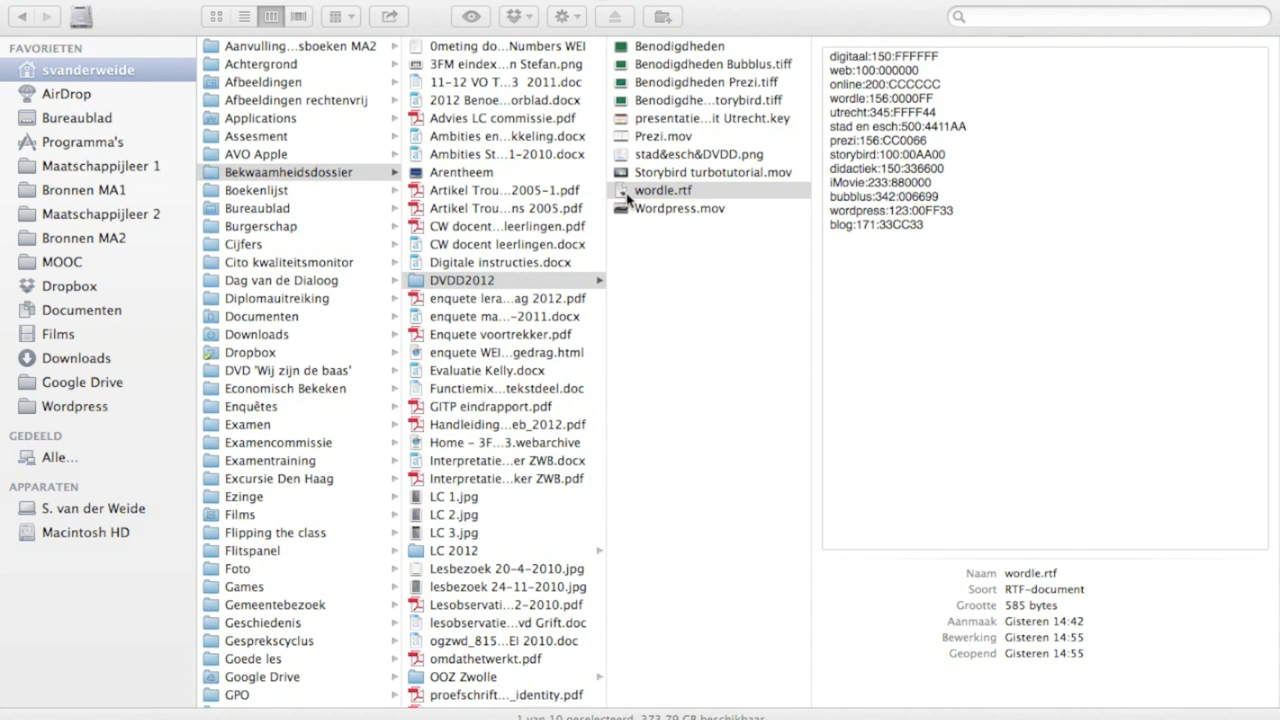 FAVORIETEN
svanderweide
AirDrop
Bureaublad
Programma's
Maatschappijleer 1
Bronnen MA1
Maatschappijleer 2
Bronnen MA2
MOOC
Dropbox
Documenten
Films
Downloads
Google Drive
Wordpress
GEDEELD
Alle...
APPARATEN
S. van der Weide
Macintosh HD
Aanvulling...sboeken MA2
Achtergrond
Afbeeldingen
Afbeeldingen rechtenvrij
Applications
Assesment
AVO Apple
Bekwaamheidsdossier
Boekenlijst
Bureaublad
Burgerschap
Cijfers
Cito kwaliteitsmonitor
Dag van de Dialoog
Diplomauitreiking
Documenten
Downloads
Dropbox
DVD 'Wij zijn de baas'
Economisch Bekeken
Enquêtes
Examen
Examencommissie
Examentraining
Excursie Den Haag
Ezinge
Films
Flipping the class
Flitspanel
Foto
Games
Gemeentebezoek
Geschiedenis
Gesprekscyclus
Goede les
Google Drive
GPO
0meting do...Numbers WEI
3FM eindex...n Stefan.png
11-12 VO T...3 2011.doc
2012 Benoe...orblad.docx
Advies LC commissie.pdf
Ambities en...kkeling.docx
Ambities St...1-2010.docx
Arentheem
Artikel Trou...2005-1.pdf
Artikel Trou...ns 2005.pdf
CW docent...leerlingen.pdf
CW docent leerlingen.docx
Digitale instructies.docx
DVDD2012
enquete lera...ag 2012.pdf
enquete ma...-2011.docx
Enquete voortrekker.pdf
enquete WEI...gedrag.html
Evaluatie Kelly.docx
Functiemix...tekstdeel.doc
GITP eindrapport.pdf
Handleiding...eb_2012.pdf
Home - 3F...3.webarchive
Interpretatie...er ZWB.docx
Interpretatie...ker ZWB.pdf
LC 1.jpg
LC 2.jpg
LC 3.jpg
LC 2012
Lesbezoek 20-4-2010.jpg
lesbezoek 24-11-2010.jpg
Lesobservati...2-2010.pdf
lesobservatie...vd Grift.doc
ogzwd_815...EI 2010.doc
omdathetwerkt.pdf
OOZ Zwolle
proefschrift..._identity.pdf
Benodigdheden
Benodigdheden Bubblus.tiff
Benodigdheden Prezi.tiff
Benodigdhe...torybird.tiff
presentatie...it Utrecht.key
Prezi.mov
stad&esch&DVDD.png
Storybird turbotutorial.mov
wordle.rtf
Wordpress.mov
digitaal:150:FFFFFF
web:100:000000
online:200:CCCCCC
wordle:156:0000FF
utrecht:345:FFFF44
stad en esch:500:4411AA
prezi:156:CC0066
storybird:100:00AA00
didactiek:150:336600
iMovie:233:880000
bubblus:342:006699
wordpress:123:00FF33
blog:171:33CC33
Naam wordle.rtf
Soort RTF-document
Grootte 585 bytes
Aanmaak Gisteren 14:42
Bewerking Gisteren 14:55
Geopend Gisteren 14:55
1 van 10 geselecteerd, 373,79 GB beschikbaar